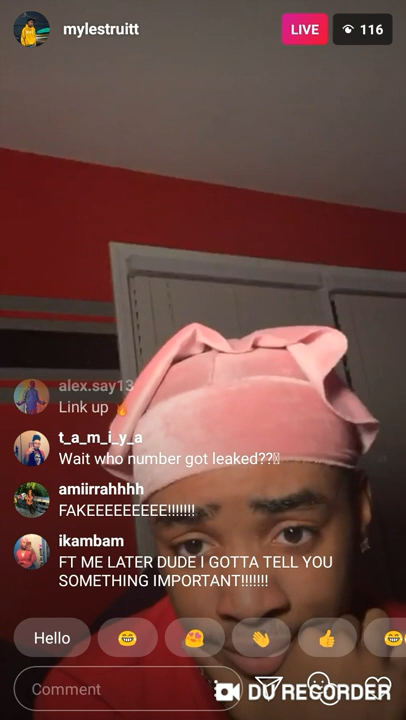 mylestruitt
LIVE
116
alex.say13
Link up 🔥
t_a_m_i_y_a
Wait who number got leaked??
amiirrahhhh
FAKEEEEEEEEE!!!!!!!
ikambam
FT ME LATER DUDE I GOTTA TELL YOU
SOMETHING IMPORTANT!!!!!!!
Hello
Comment
DU RECORDER